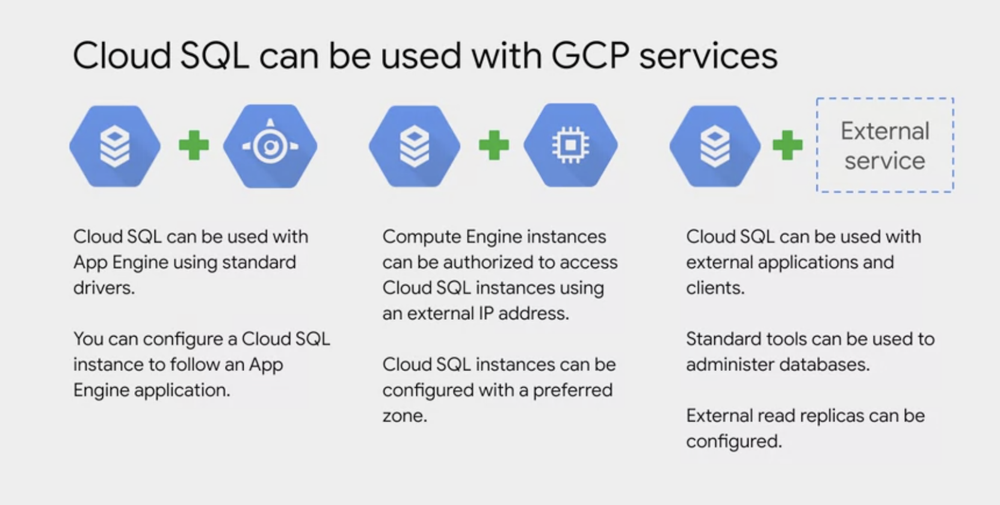 Cloud SQL can be used with GCP services
External
service
Cloud SQL can be used with
App Engine using standard
drivers.
You can configure a Cloud SQL
instance to follow an App
Engine application.
Compute Engine instances
can be authorized to access
Cloud SQL instances using
an external IP address.
Cloud SQL instances can be
configured with a preferred
zone.
Cloud SQL can be used with
external applications and
clients.
Standard tools can be used to
administer databases.
External read replicas can be
configured.